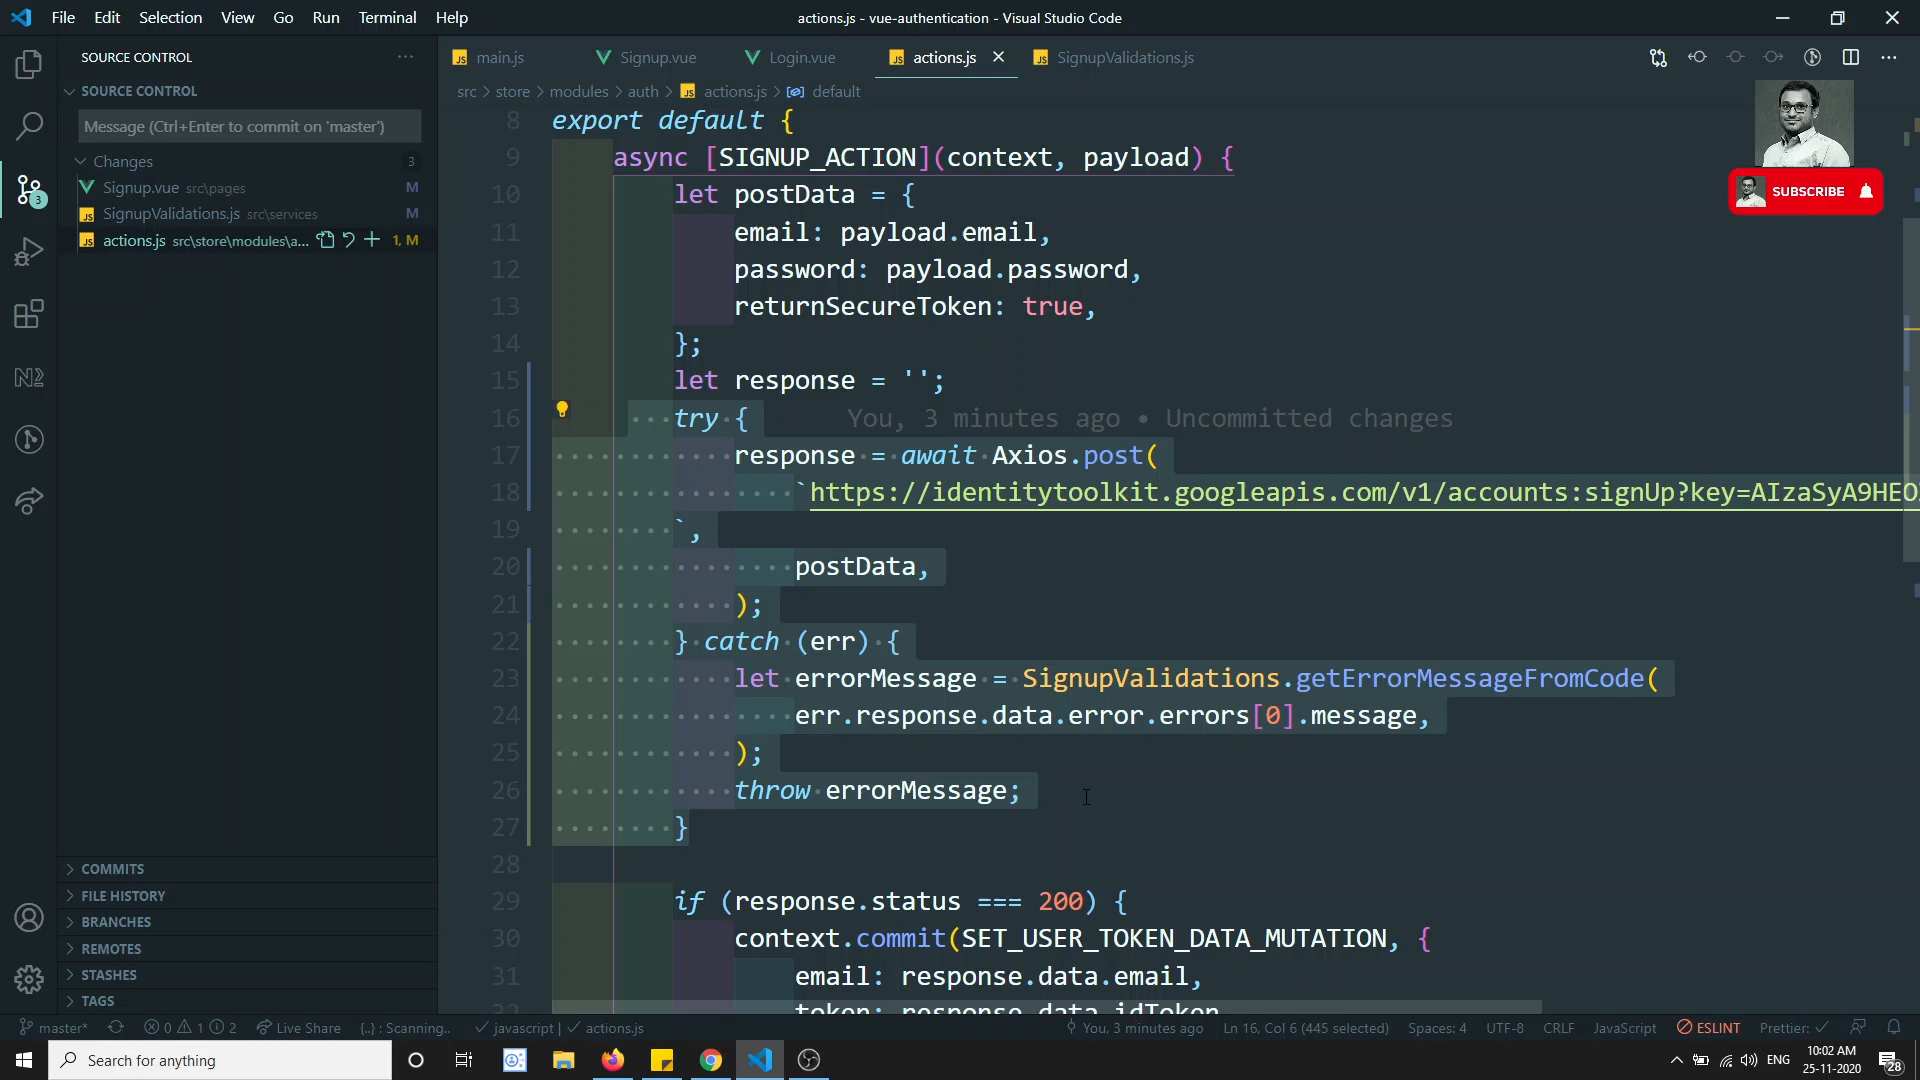 File Edit Selection View Go Run Terminal Help
actions.js - vue-authentication - Visual Studio Code
SOURCE CONTROL
SOURCE CONTROL
Message (Ctrl+Enter to commit on 'master')
Changes 3
Signup.vue src\pages M
SignupValidations.js src\services M
actions.js src\store\modules\a... 1, M
3
COMMITS
FILE HISTORY
BRANCHES
REMOTES
STASHES
TAGS
main.js Signup.vue Login.vue actions.js SignupValidations.js
src > store > modules > auth > actions.js > default
8 export default {
9 async [SIGNUP_ACTION](context, payload) {
10 let postData = {
11 email: payload.email,
12 password: payload.password,
13 returnSecureToken: true,
14 };
15 let response = '';
16 try { You, 3 minutes ago • Uncommitted changes
17 response = await Axios.post(
18 `https://identitytoolkit.googleapis.com/v1/accounts:signUp?key=AIzaSyA9HEO
19 `,
20 postData,
21 );
22 } catch (err) {
23 let errorMessage = SignupValidations.getErrorMessageFromCode(
24 err.response.data.error.errors[0].message,
25 );
26 throw errorMessage;
27 }
28
29 if (response.status === 200) {
30 context.commit(SET_USER_TOKEN_DATA_MUTATION, {
31 email: response.data.email,
32 token: response.data.idToken
SUBSCRIBE
master* 0 1 2 Live Share {..} : Scanning.. javascript | actions.js You, 3 minutes ago Ln 16, Col 6 (445 selected) Spaces: 4 UTF-8 CRLF JavaScript ESLINT Prettier:
Search for anything
ENG
10:02 AM
25-11-2020
28